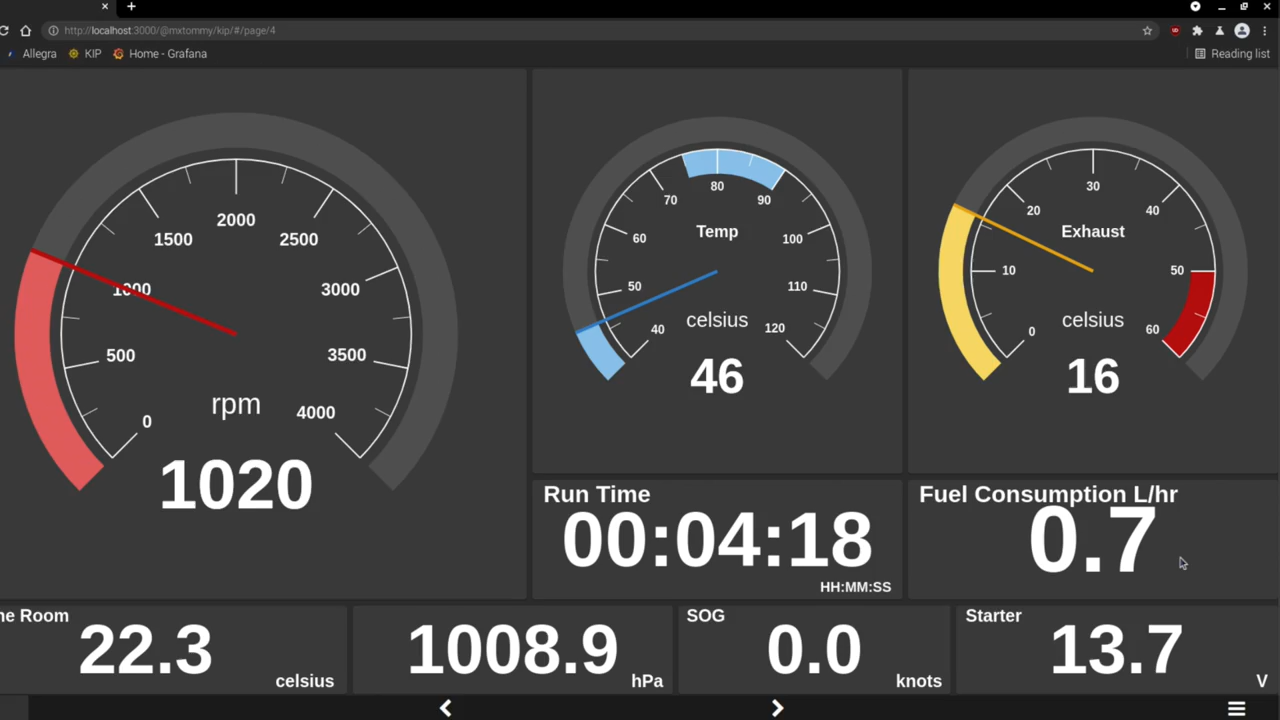 http://localhost:3000/@mxtommy/kip/#/page/4
Allegra KIP Home - Grafana Reading list
0
500
1000
1500
2000
2500
3000
3500
4000
rpm
1020
40
50
60
70
80
90
100
110
120
Temp
celsius
46
0
10
20
30
40
50
60
Exhaust
celsius
16
Run Time
00:04:18
HH:MM:SS
Fuel Consumption L/hr
0.7
ne Room
22.3
celsius
1008.9
hPa
SOG
0.0
knots
Starter
13.7
V